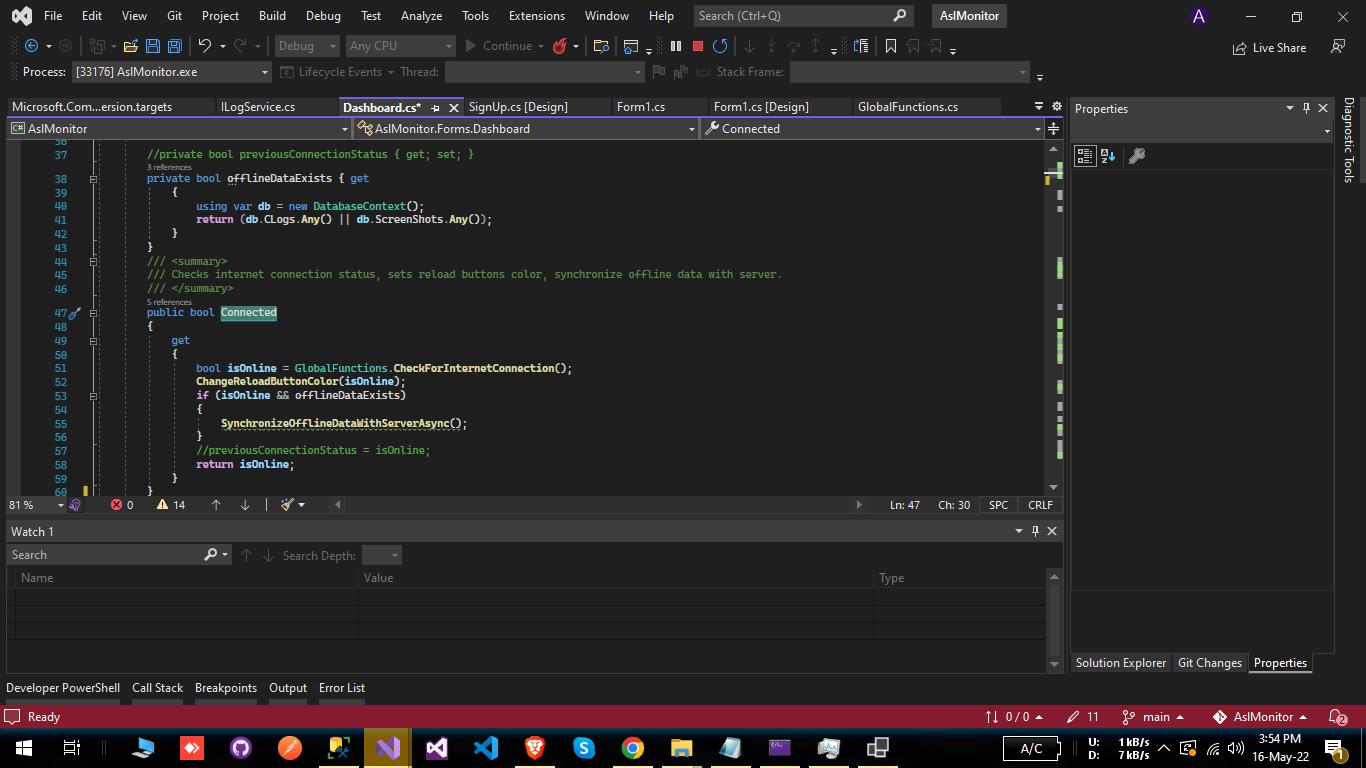 File Edit View Git Project Build Debug Test Analyze Tools Extensions Window Help Search (Ctrl+Q) AslMonitor A
Debug Any CPU Continue Live Share
Process: [33176] AslMonitor.exe Lifecycle Events Thread: Stack Frame:
Microsoft.Com...ersion.targets ILogService.cs Dashboard.cs* SignUp.cs [Design] Form1.cs Form1.cs [Design] GlobalFunctions.cs
AslMonitor AslMonitor.Forms.Dashboard Connected
36
37 //private bool previousConnectionStatus { get; set; }
3 references
38 private bool offlineDataExists { get
39 {
40 using var db = new DatabaseContext();
41 return (db.CLogs.Any() || db.ScreenShots.Any());
42 }
43 }
44 /// <summary>
45 /// Checks internet connection status, sets reload buttons color, synchronize offline data with server.
46 /// </summary>
5 references
47 public bool Connected
48 {
49 get
50 {
51 bool isOnline = GlobalFunctions.CheckForInternetConnection();
52 ChangeReloadButtonColor(isOnline);
53 if (isOnline && offlineDataExists)
54 {
55 SynchronizeOfflineDataWithServerAsync();
56 }
57 //previousConnectionStatus = isOnline;
58 return isOnline;
59 }
60 }
81 % 0 14 Ln: 47 Ch: 30 SPC CRLF
Watch 1
Search Search Depth:
Name Value Type
Properties
Diagnostic Tools
Solution Explorer Git Changes Properties
Developer PowerShell Call Stack Breakpoints Output Error List
Ready 0 / 0 11 main AslMonitor 2
A/C U: 1 kB/s D: 7 kB/s 3:54 PM 16-May-22 1